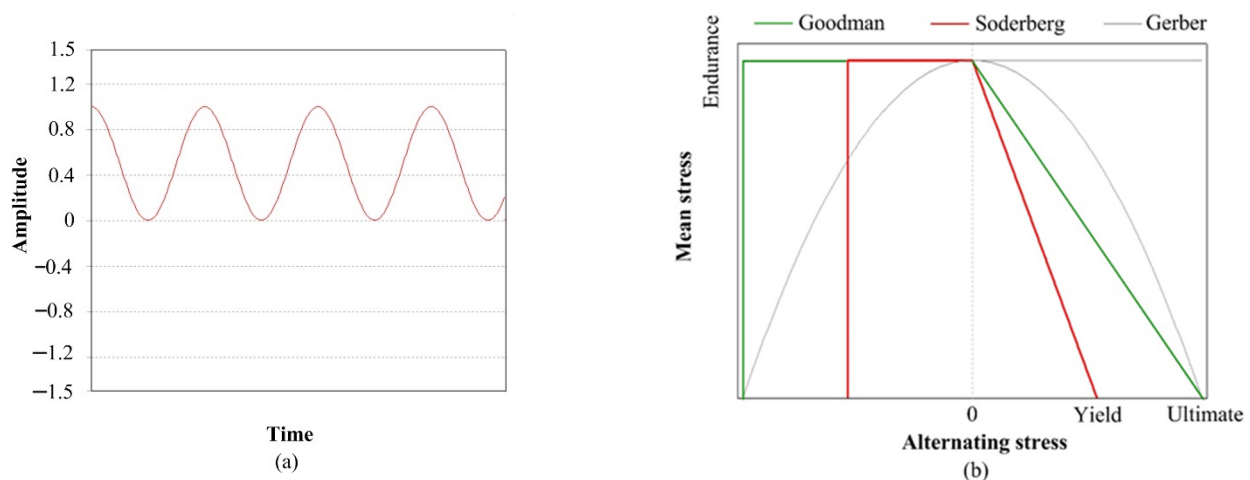 1.5
1.2
0.8
0.4
0
−0.4
−0.8
−1.2
−1.5
Amplitude
Time
(a)
Goodman
Soderberg
Gerber
Endurance
Mean stress
0
Yield
Ultimate
Alternating stress
(b)